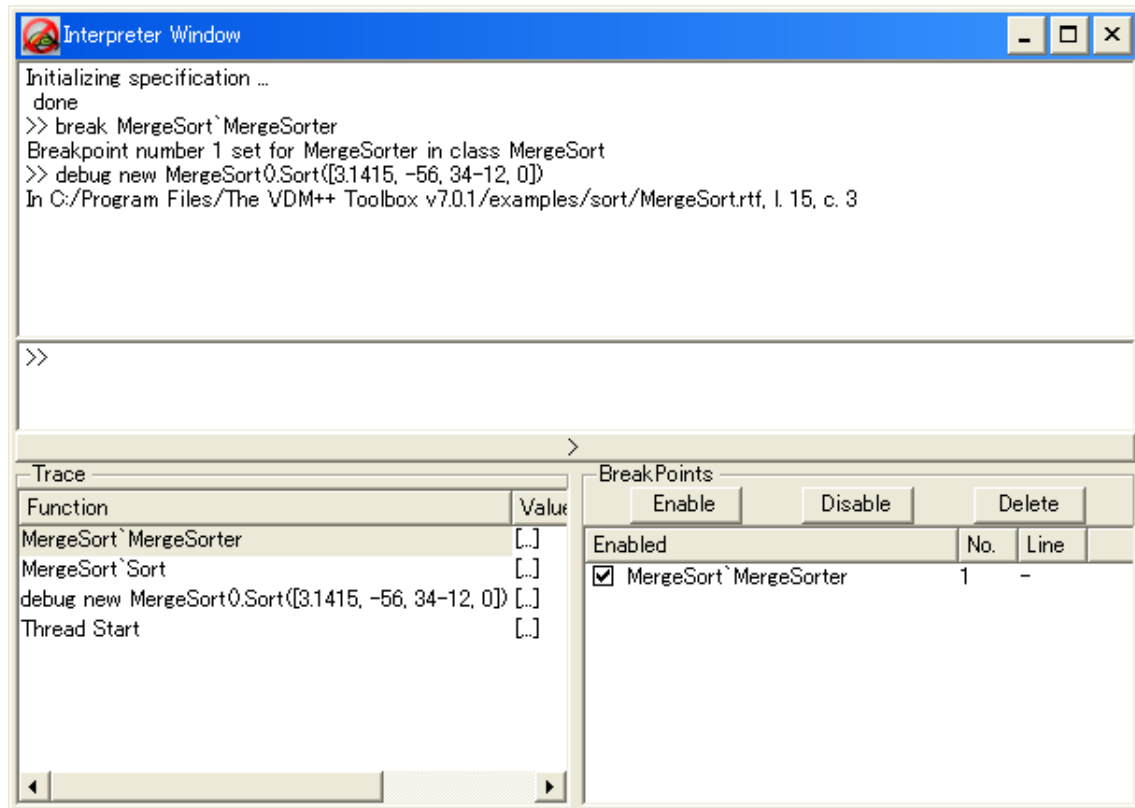 Interpreter Window
Initializing specification ...
done
>> break MergeSort`MergeSorter
Breakpoint number 1 set for MergeSorter in class MergeSort
>> debug new MergeSort().Sort([3.1415, -56, 34-12, 0])
In C:/Program Files/The VDM++ Toolbox v7.0.1/examples/sort/MergeSort.rtf, l. 15, c. 3
>>
>
Trace
Function Value
MergeSort`MergeSorter [...]
MergeSort`Sort [...]
debug new MergeSort().Sort([3.1415, -56, 34-12, 0]) [...]
Thread Start [...]
BreakPoints
Enable Disable Delete
Enabled No. Line
MergeSort`MergeSorter 1 -